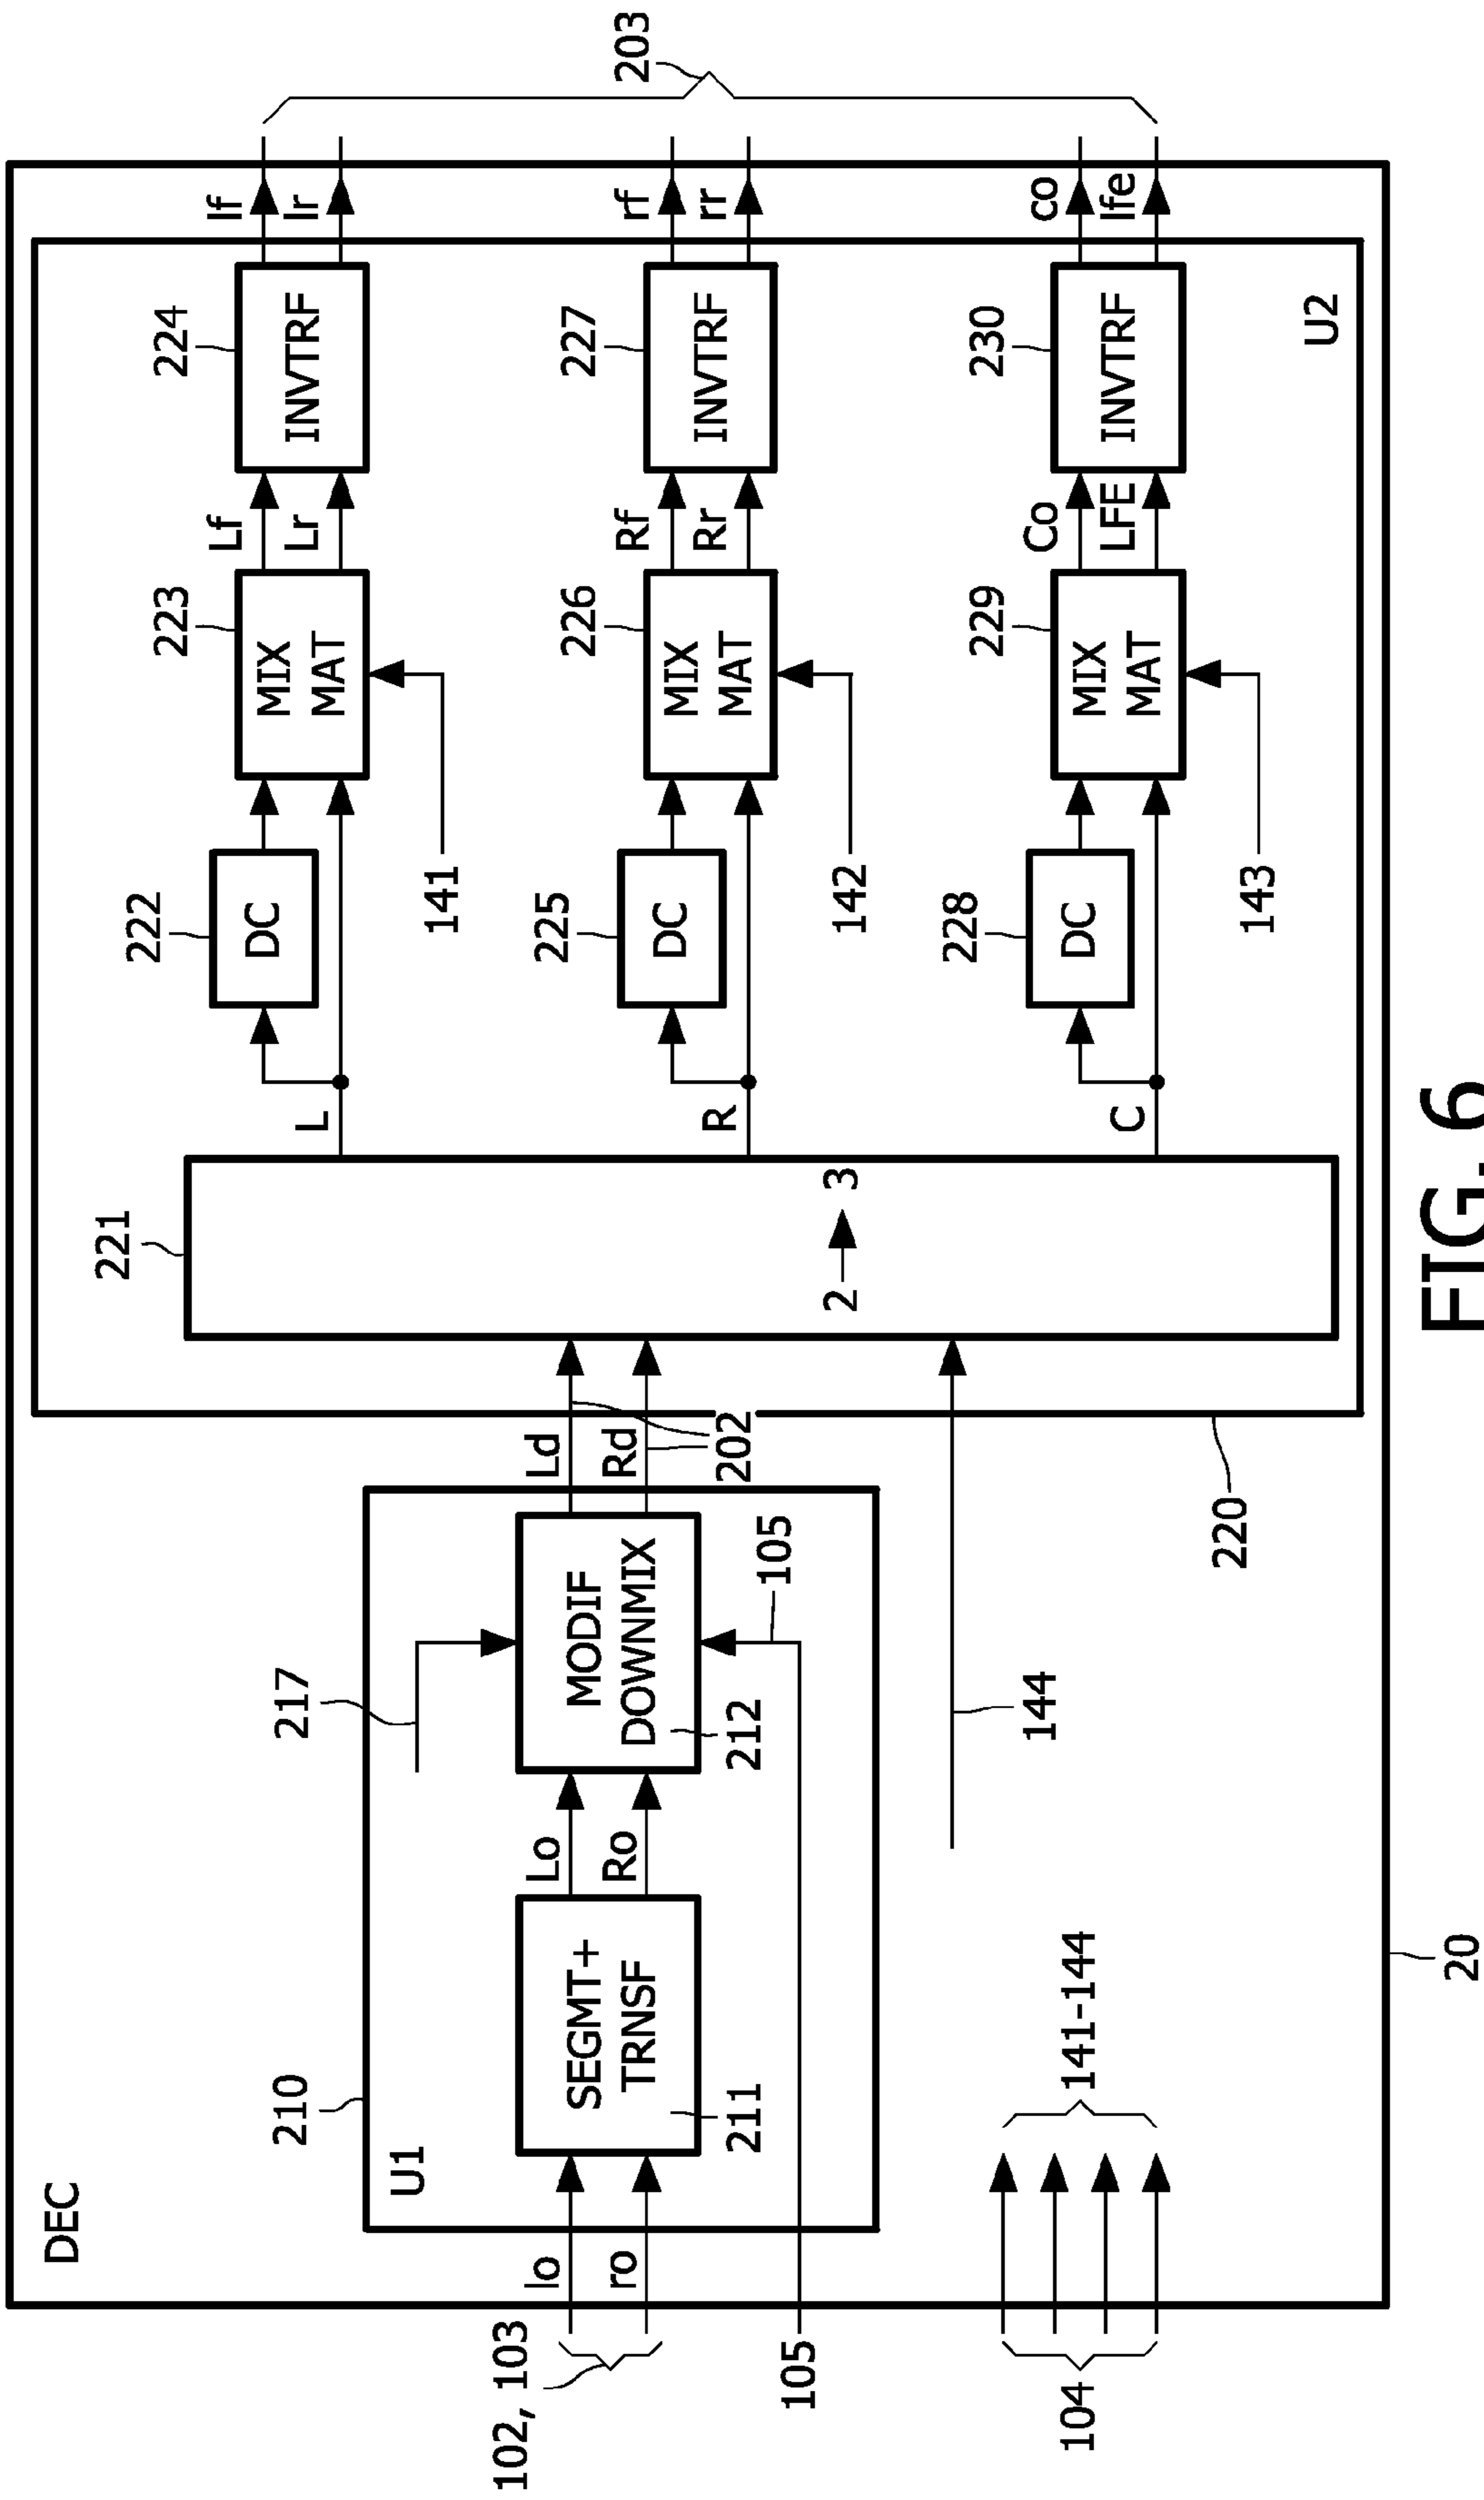 DEC
102, 103
lo
ro
105
104
141-144
210
U1
SEGMT+
TRNSF
211
Lo
Ro
217
MODIF
DOWNMIX
212
105
Ld
Rd
202
144
220
221
2
3
L
R
C
222
DC
141
223
MIX
MAT
Lf
Lr
224
INVTRF
lf
lr
225
DC
142
226
MIX
MAT
Rf
Rr
227
INVTRF
rf
rr
228
DC
143
229
MIX
MAT
Co
LFE
230
INVTRF
co
lfe
U2
203
20
FIG. 6